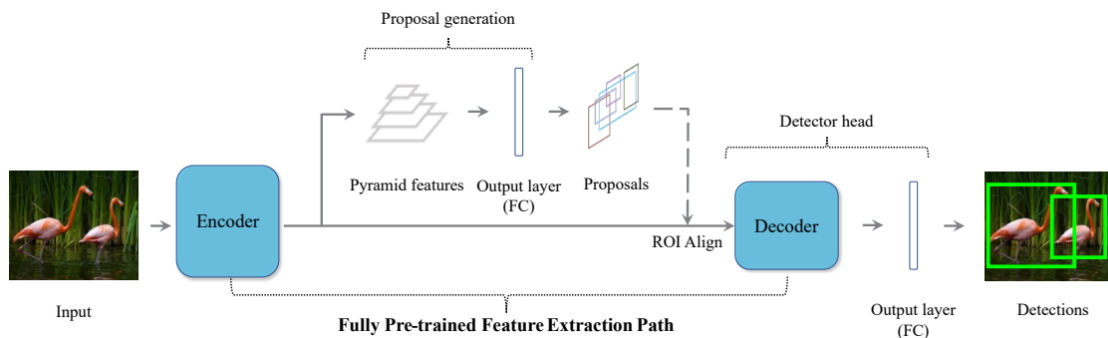 Proposal generation
Pyramid features
Output layer
(FC)
Proposals
Detector head
Encoder
ROI Align
Decoder
Input
Fully Pre-trained Feature Extraction Path
Output layer
(FC)
Detections